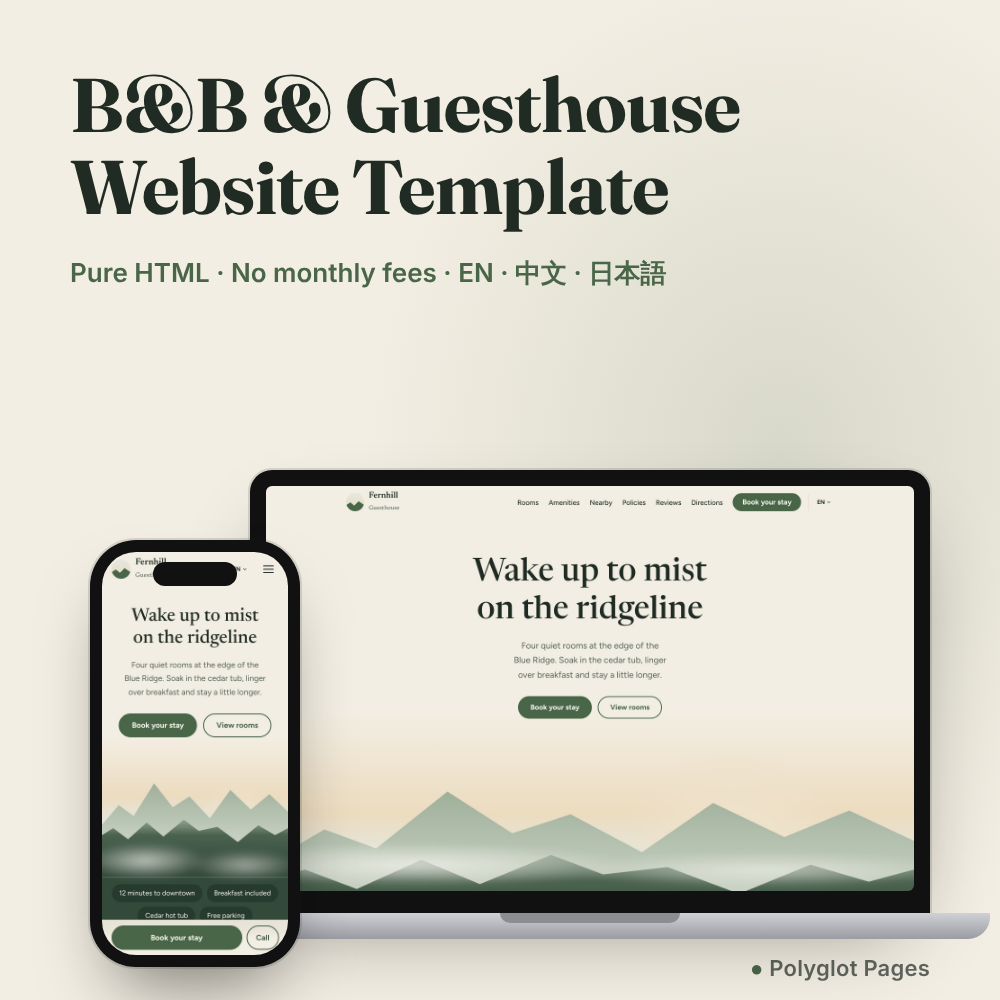 B&B & Guesthouse
Website Template
Pure HTML · No monthly fees · EN · 中文 · 日本語
Fernhill
Guesthouse
Rooms Amenities Nearby Policies Reviews Directions Book your stay EN
Wake up to mist
on the ridgeline
Four quiet rooms at the edge of the
Blue Ridge. Soak in the cedar tub, linger
over breakfast and stay a little longer.
Book your stay View rooms
Fernhill
Wake up to mist
on the ridgeline
Four quiet rooms at the edge of the
Blue Ridge. Soak in the cedar tub, linger
over breakfast and stay a little longer.
Book your stay View rooms
12 minutes to downtown Breakfast included
Cedar hot tub Free parking
Book your stay Call
Polyglot Pages